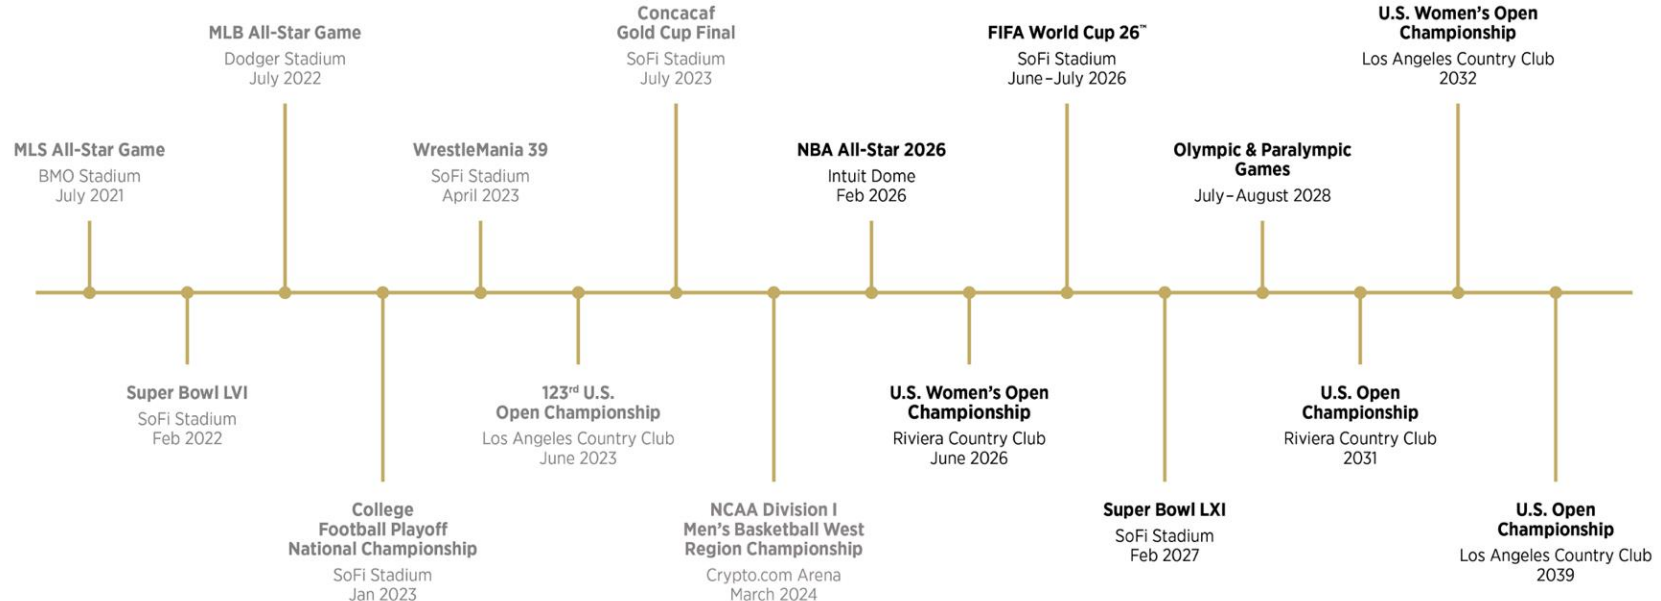 MLS All-Star Game
BMO Stadium
July 2021
Super Bowl LVI
SoFi Stadium
Feb 2022
MLB All-Star Game
Dodger Stadium
July 2022
College
Football Playoff
National Championship
SoFi Stadium
Jan 2023
WrestleMania 39
SoFi Stadium
April 2023
123rd U.S.
Open Championship
Los Angeles Country Club
June 2023
Concacaf
Gold Cup Final
SoFi Stadium
July 2023
NCAA Division I
Men's Basketball West
Region Championship
Crypto.com Arena
March 2024
NBA All-Star 2026
Intuit Dome
Feb 2026
U.S. Women's Open
Championship
Riviera Country Club
June 2026
FIFA World Cup 26™
SoFi Stadium
June–July 2026
Super Bowl LXI
SoFi Stadium
Feb 2027
Olympic & Paralympic
Games
July–August 2028
U.S. Open
Championship
Riviera Country Club
2031
U.S. Women's Open
Championship
Los Angeles Country Club
2032
U.S. Open
Championship
Los Angeles Country Club
2039